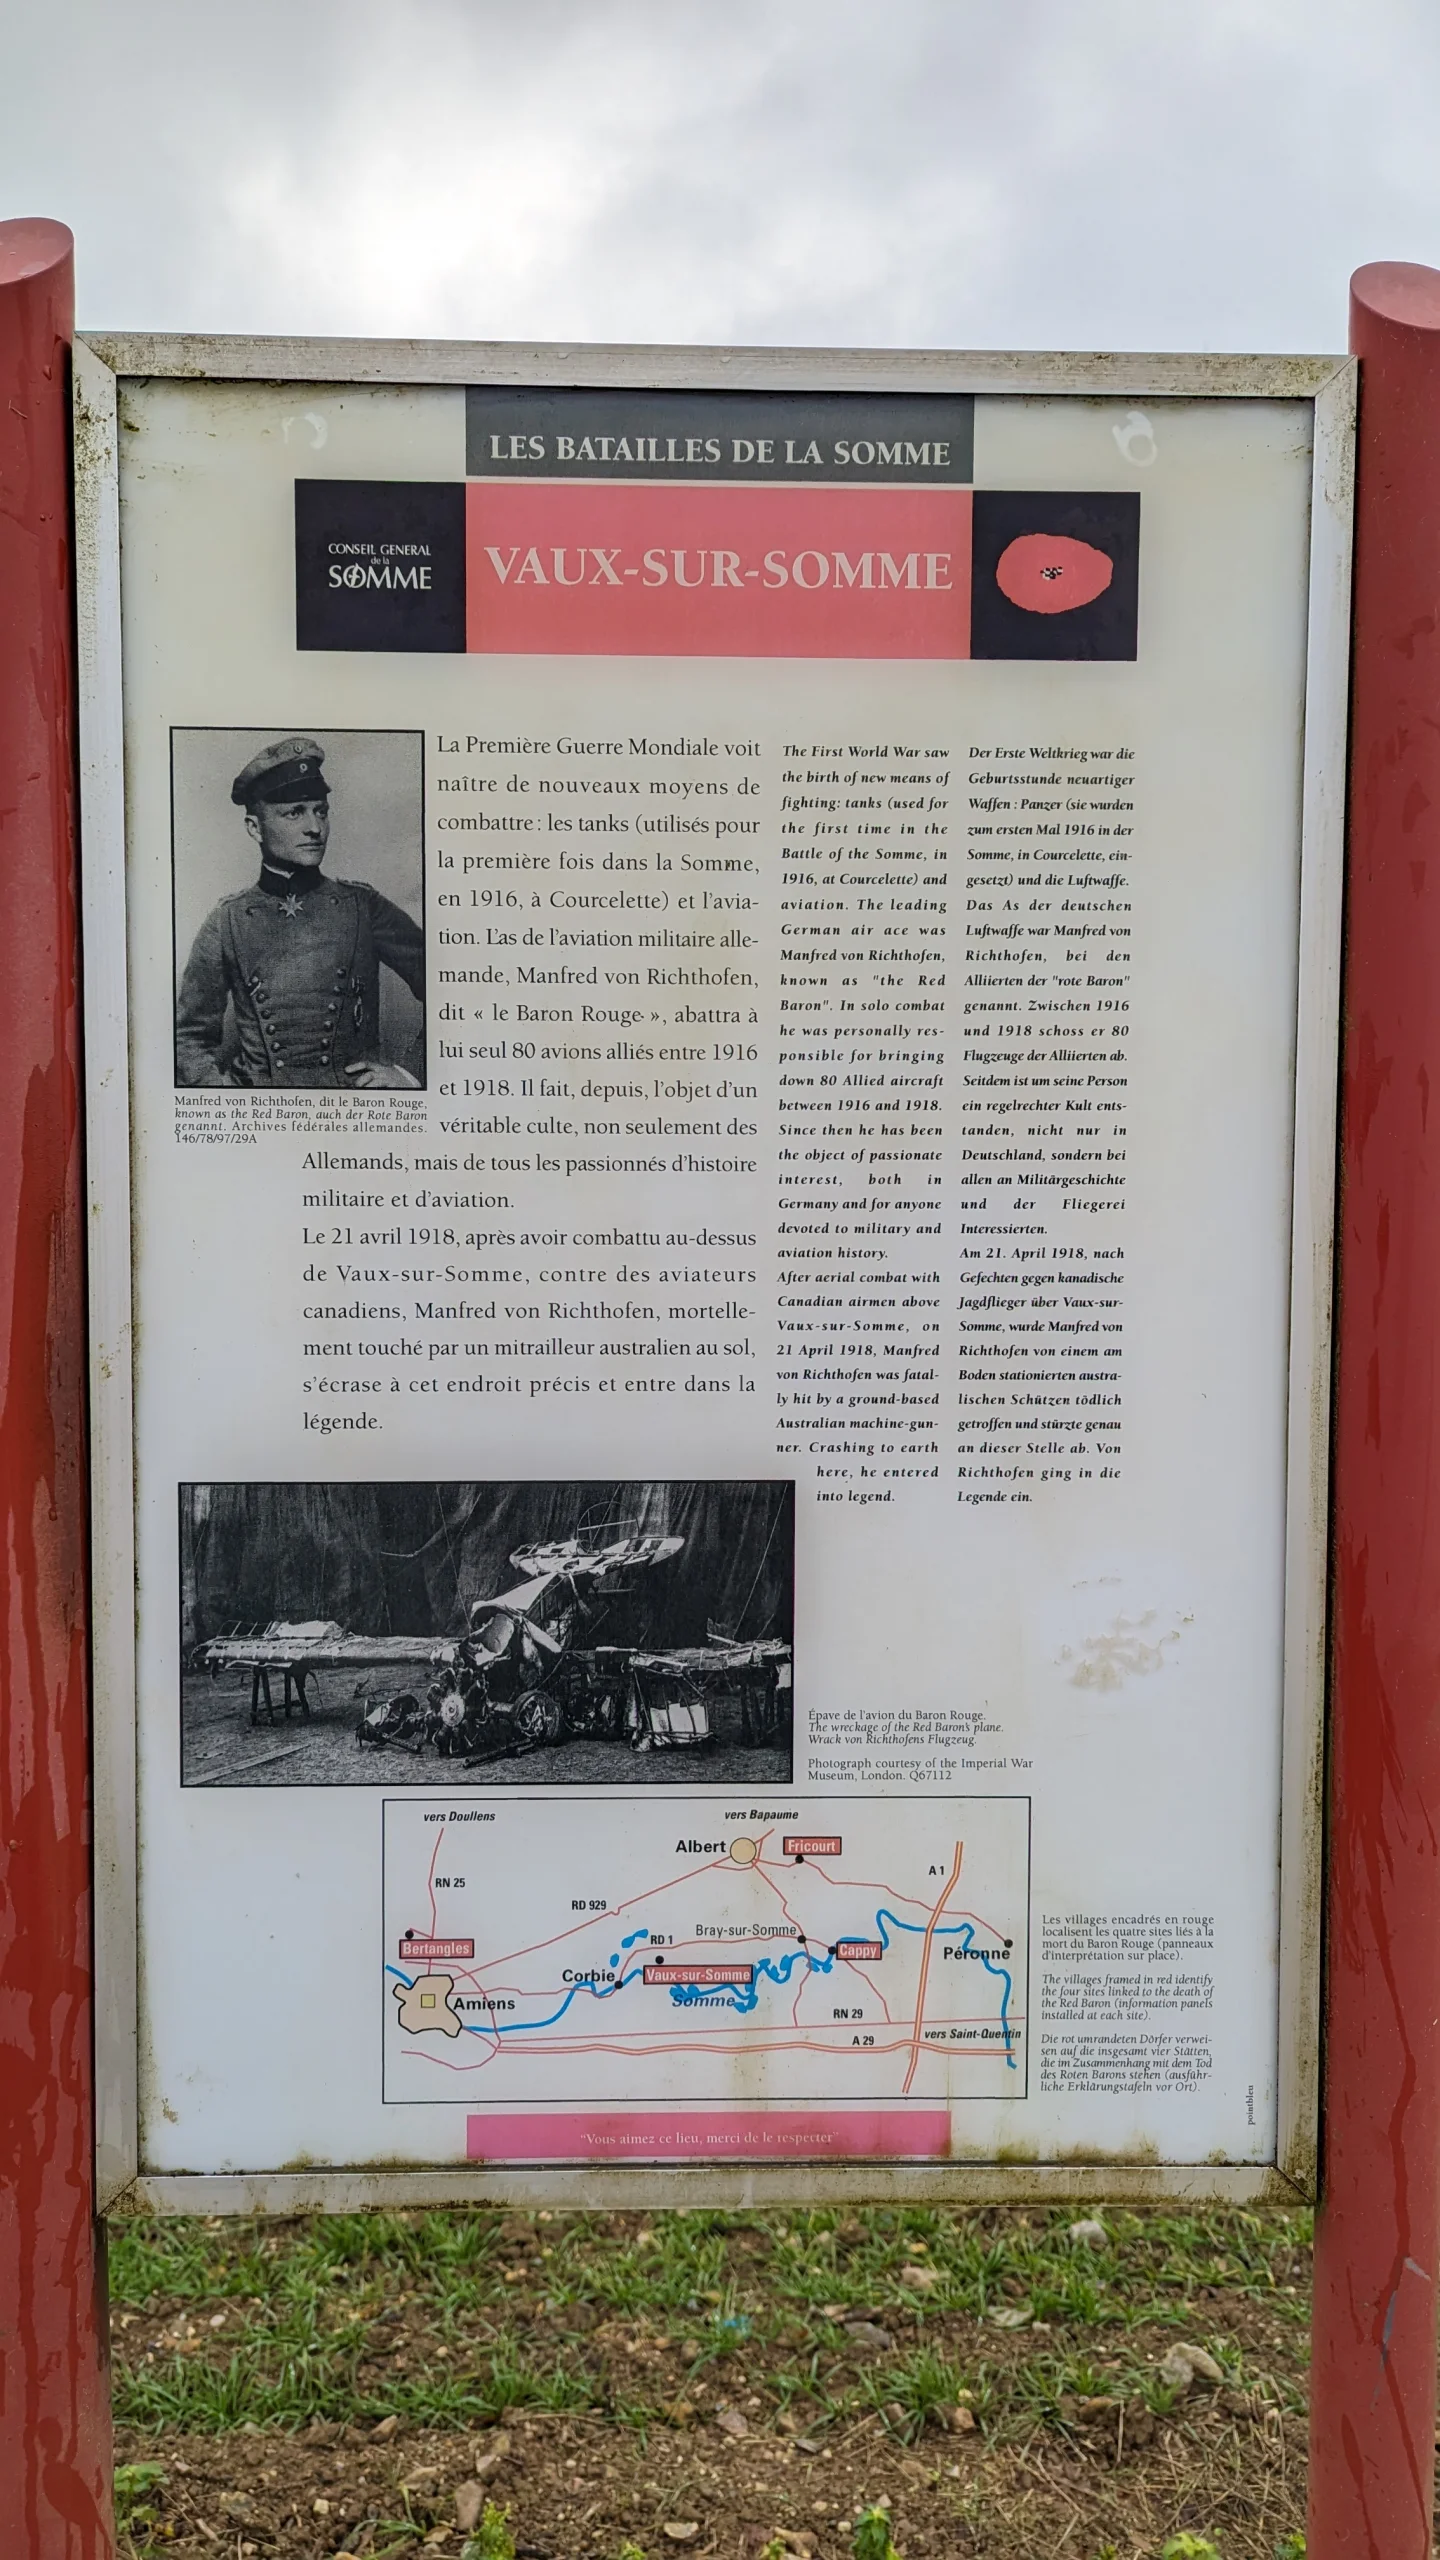 LES BATAILLES DE LA SOMME
CONSEIL GENERAL
de la
SOMME
VAUX-SUR-SOMME
La Première Guerre Mondiale voit
naître de nouveaux moyens de
combattre : les tanks (utilisés pour
la première fois dans la Somme,
en 1916, à Courcelette) et l'avia-
tion. L'as de l'aviation militaire alle-
mande, Manfred von Richthofen,
dit « le Baron Rouge », abattra à
lui seul 80 avions alliés entre 1916
et 1918. Il fait, depuis, l'objet d'un
véritable culte, non seulement des
Allemands, mais de tous les passionnés d'histoire
militaire et d'aviation.
Le 21 avril 1918, après avoir combattu au-dessus
de Vaux-sur-Somme, contre des aviateurs
canadiens, Manfred von Richthofen, mortelle-
ment touché par un mitrailleur australien au sol,
s'écrase à cet endroit précis et entre dans la
légende.
Manfred von Richthofen, dit le Baron Rouge,
known as the Red Baron, auch der Rote Baron
genannt. Archives fédérales allemandes.
146/78/97/29A
The First World War saw
the birth of new means of
fighting: tanks (used for
the first time in the
Battle of the Somme, in
1916, at Courcelette) and
aviation. The leading
German air ace was
Manfred von Richthofen,
known as "the Red
Baron". In solo combat
he was personally res-
ponsible for bringing
down 80 Allied aircraft
between 1916 and 1918.
Since then he has been
the object of passionate
interest, both in
Germany and for anyone
devoted to military and
aviation history.
After aerial combat with
Canadian airmen above
Vaux-sur-Somme, on
21 April 1918, Manfred
von Richthofen was fatal-
ly hit by a ground-based
Australian machine-gun-
ner. Crashing to earth
here, he entered
into legend.
Der Erste Weltkrieg war die
Geburtsstunde neuartiger
Waffen : Panzer (sie wurden
zum ersten Mal 1916 in der
Somme, in Courcelette, ein-
gesetzt) und die Luftwaffe.
Das As der deutschen
Luftwaffe war Manfred von
Richthofen, bei den
Alliierten der "rote Baron"
genannt. Zwischen 1916
und 1918 schoss er 80
Flugzeuge der Alliierten ab.
Seitdem ist um seine Person
ein regelrechter Kult ents-
tanden, nicht nur in
Deutschland, sondern bei
allen an Militärgeschichte
und der Fliegerei
Interessierten.
Am 21. April 1918, nach
Gefechten gegen kanadische
Jagdflieger über Vaux-sur-
Somme, wurde Manfred von
Richthofen von einem am
Boden stationierten austra-
lischen Schützen tödlich
getroffen und stürzte genau
an dieser Stelle ab. Von
Richthofen ging in die
Legende ein.
Épave de l'avion du Baron Rouge.
The wreckage of the Red Baron's plane.
Wrack von Richthofens Flugzeug.
Photograph courtesy of the Imperial War
Museum, London. Q67112
vers Doullens
vers Bapaume
Albert
Fricourt
A 1
RN 25
RD 929
Bray-sur-Somme
RD 1
Bertangles
Cappy
Péronne
Corbie
Vaux-sur-Somme
Somme
Amiens
RN 29
vers Saint-Quentin
A 29
Les villages encadrés en rouge
localisent les quatre sites liés à la
mort du Baron Rouge (panneaux
d'interprétation sur place).
The villages framed in red identify
the four sites linked to the death of
the Red Baron (information panels
installed at each site).
Die rot umrandeten Dörfer verwei-
sen auf die insgesamt vier Stätten,
die im Zusammenhang mit dem Tod
des Roten Barons stehen (ausführ-
liche Erklärungstafeln vor Ort).
pointbleu
"Vous aimez ce lieu, merci de le respecter"